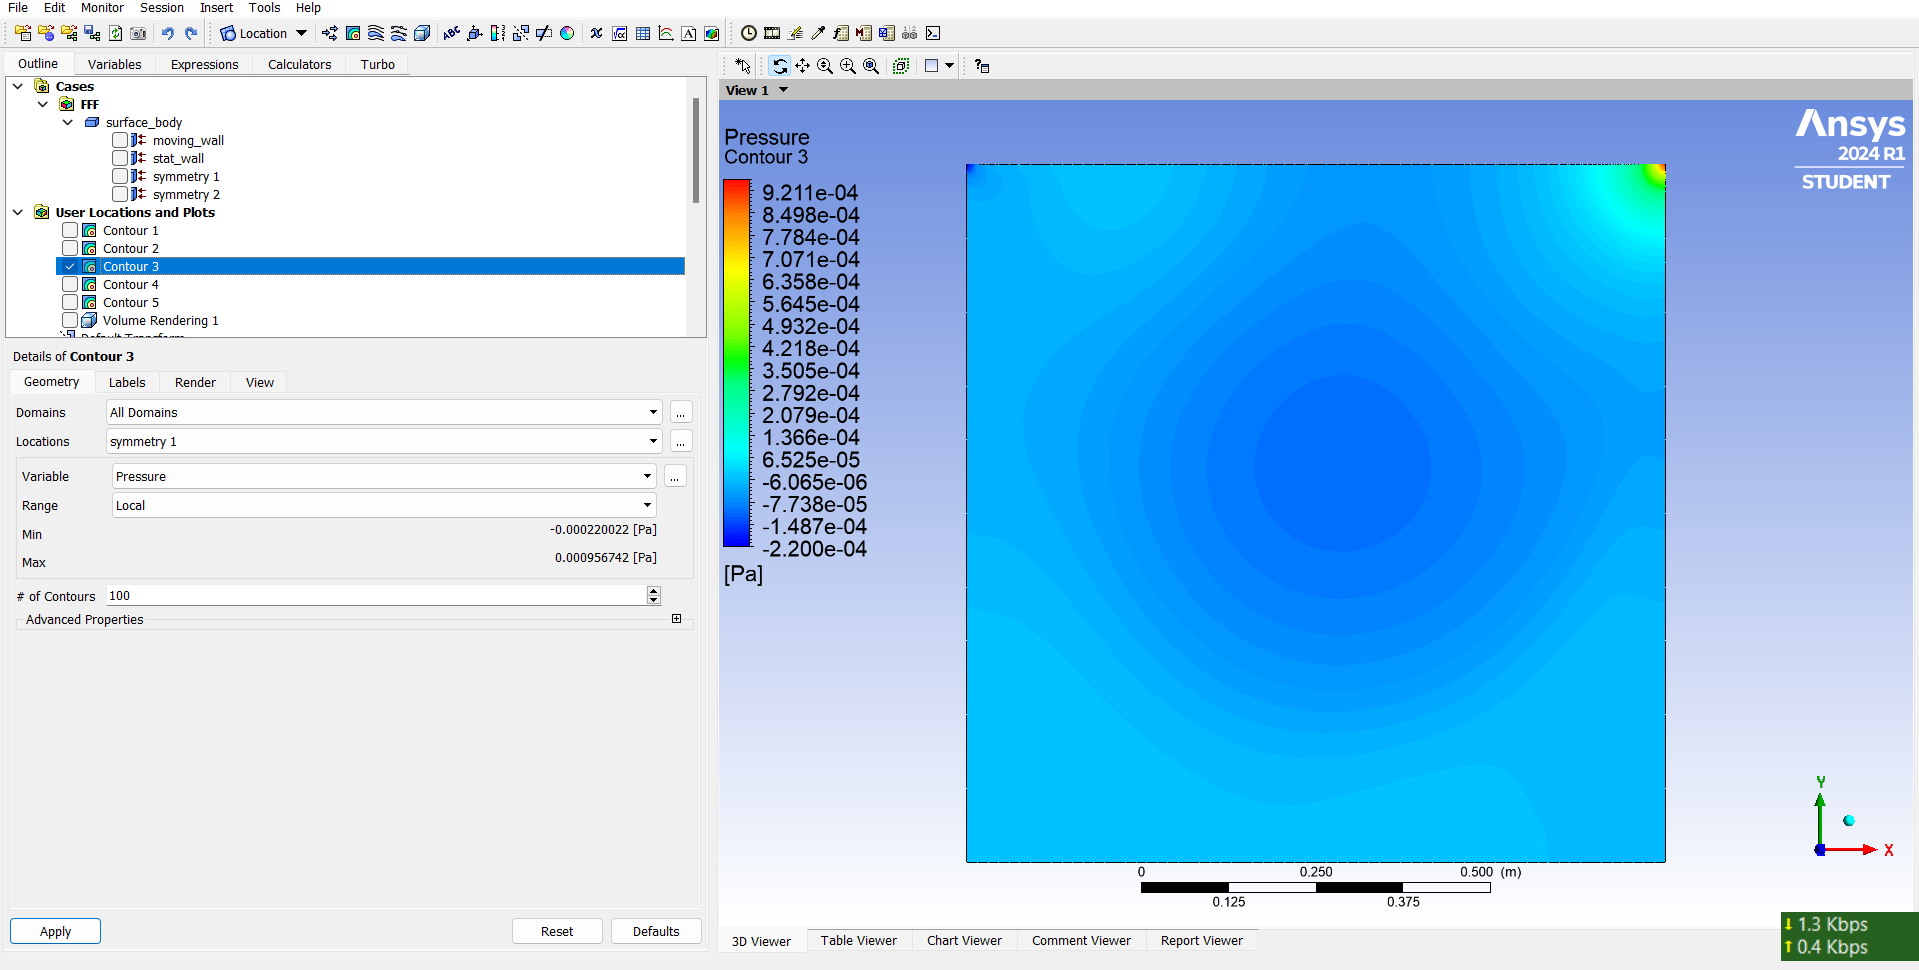 File Edit Monitor Session Insert Tools Help
Location
Outline Variables Expressions Calculators Turbo
Cases
FFF
surface_body
moving_wall
stat_wall
symmetry 1
symmetry 2
User Locations and Plots
Contour 1
Contour 2
Contour 3
Contour 4
Contour 5
Volume Rendering 1
Default Transform
Details of Contour 3
Geometry Labels Render View
Domains All Domains ...
Locations symmetry 1 ...
Variable Pressure ...
Range Local
Min -0.000220022 [Pa]
Max 0.000956742 [Pa]
# of Contours 100
Advanced Properties
Apply Reset Defaults
View 1
Pressure
Contour 3
9.211e-04
8.498e-04
7.784e-04
7.071e-04
6.358e-04
5.645e-04
4.932e-04
4.218e-04
3.505e-04
2.792e-04
2.079e-04
1.366e-04
6.525e-05
-6.065e-06
-7.738e-05
-1.487e-04
-2.200e-04
[Pa]
Ansys
2024 R1
STUDENT
Y
X
0 0.250 0.500 (m)
0.125 0.375
3D Viewer Table Viewer Chart Viewer Comment Viewer Report Viewer
↓ 1.3 Kbps
↑ 0.4 Kbps